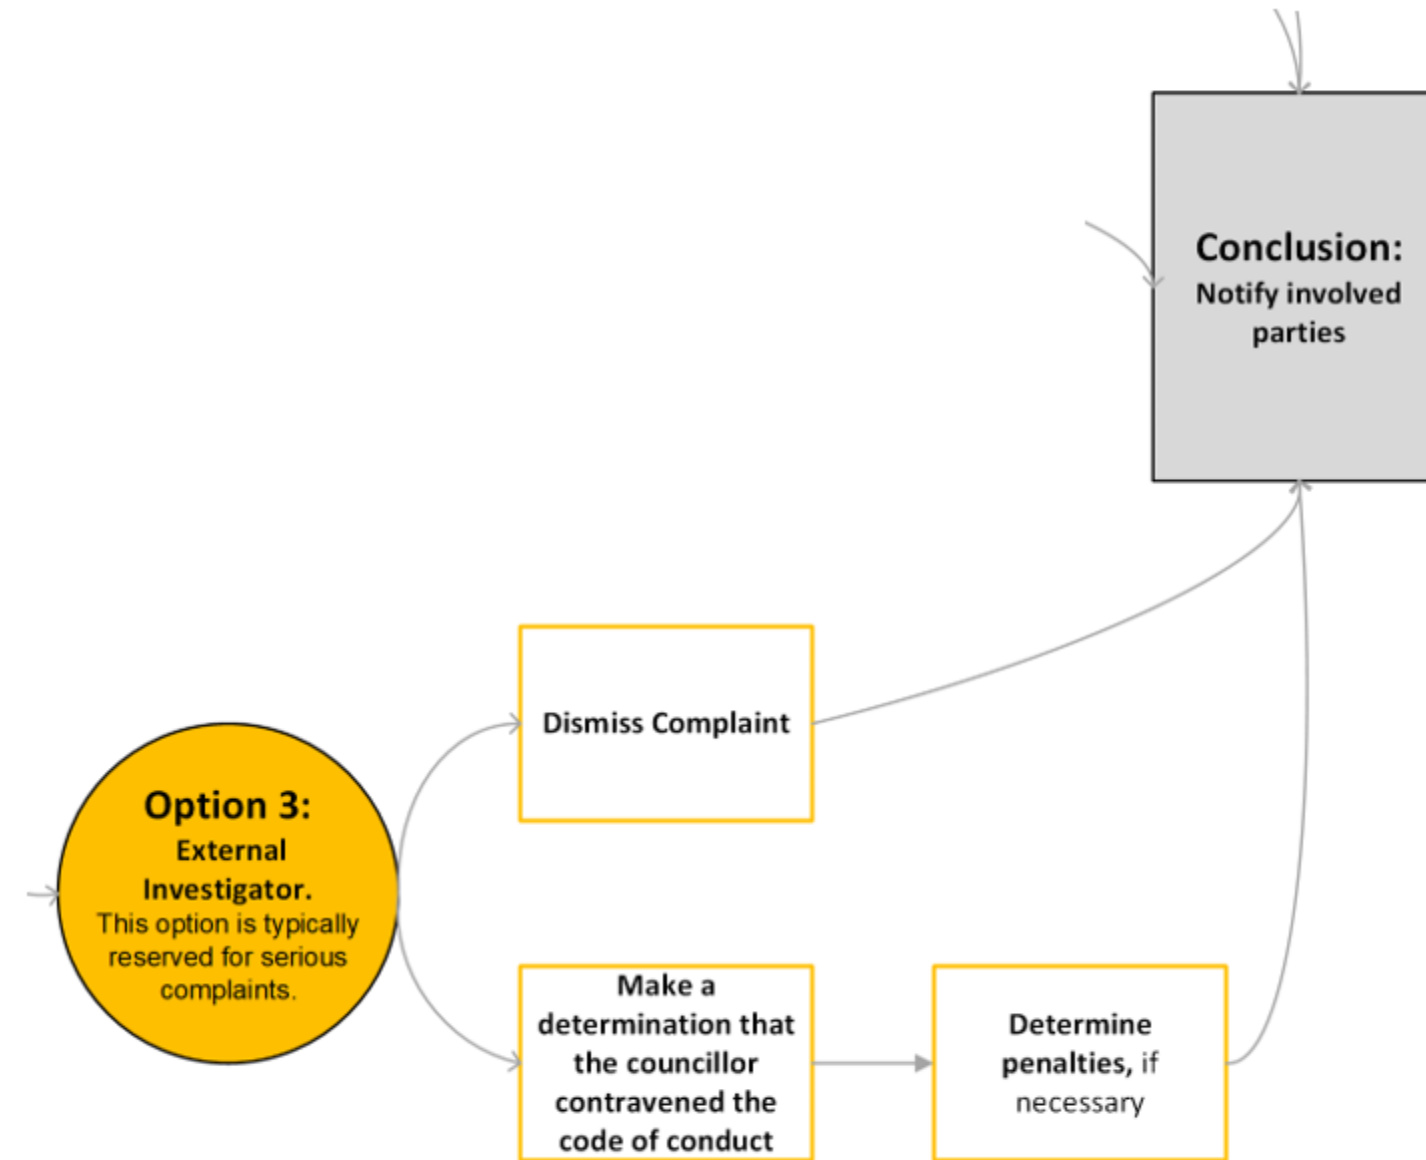 Conclusion:
Notify involved
parties
Dismiss Complaint
Option 3:
External
Investigator.
This option is typically
reserved for serious
complaints.
Make a
determination that
the councillor
contravened the
code of conduct
Determine
penalties, if
necessary